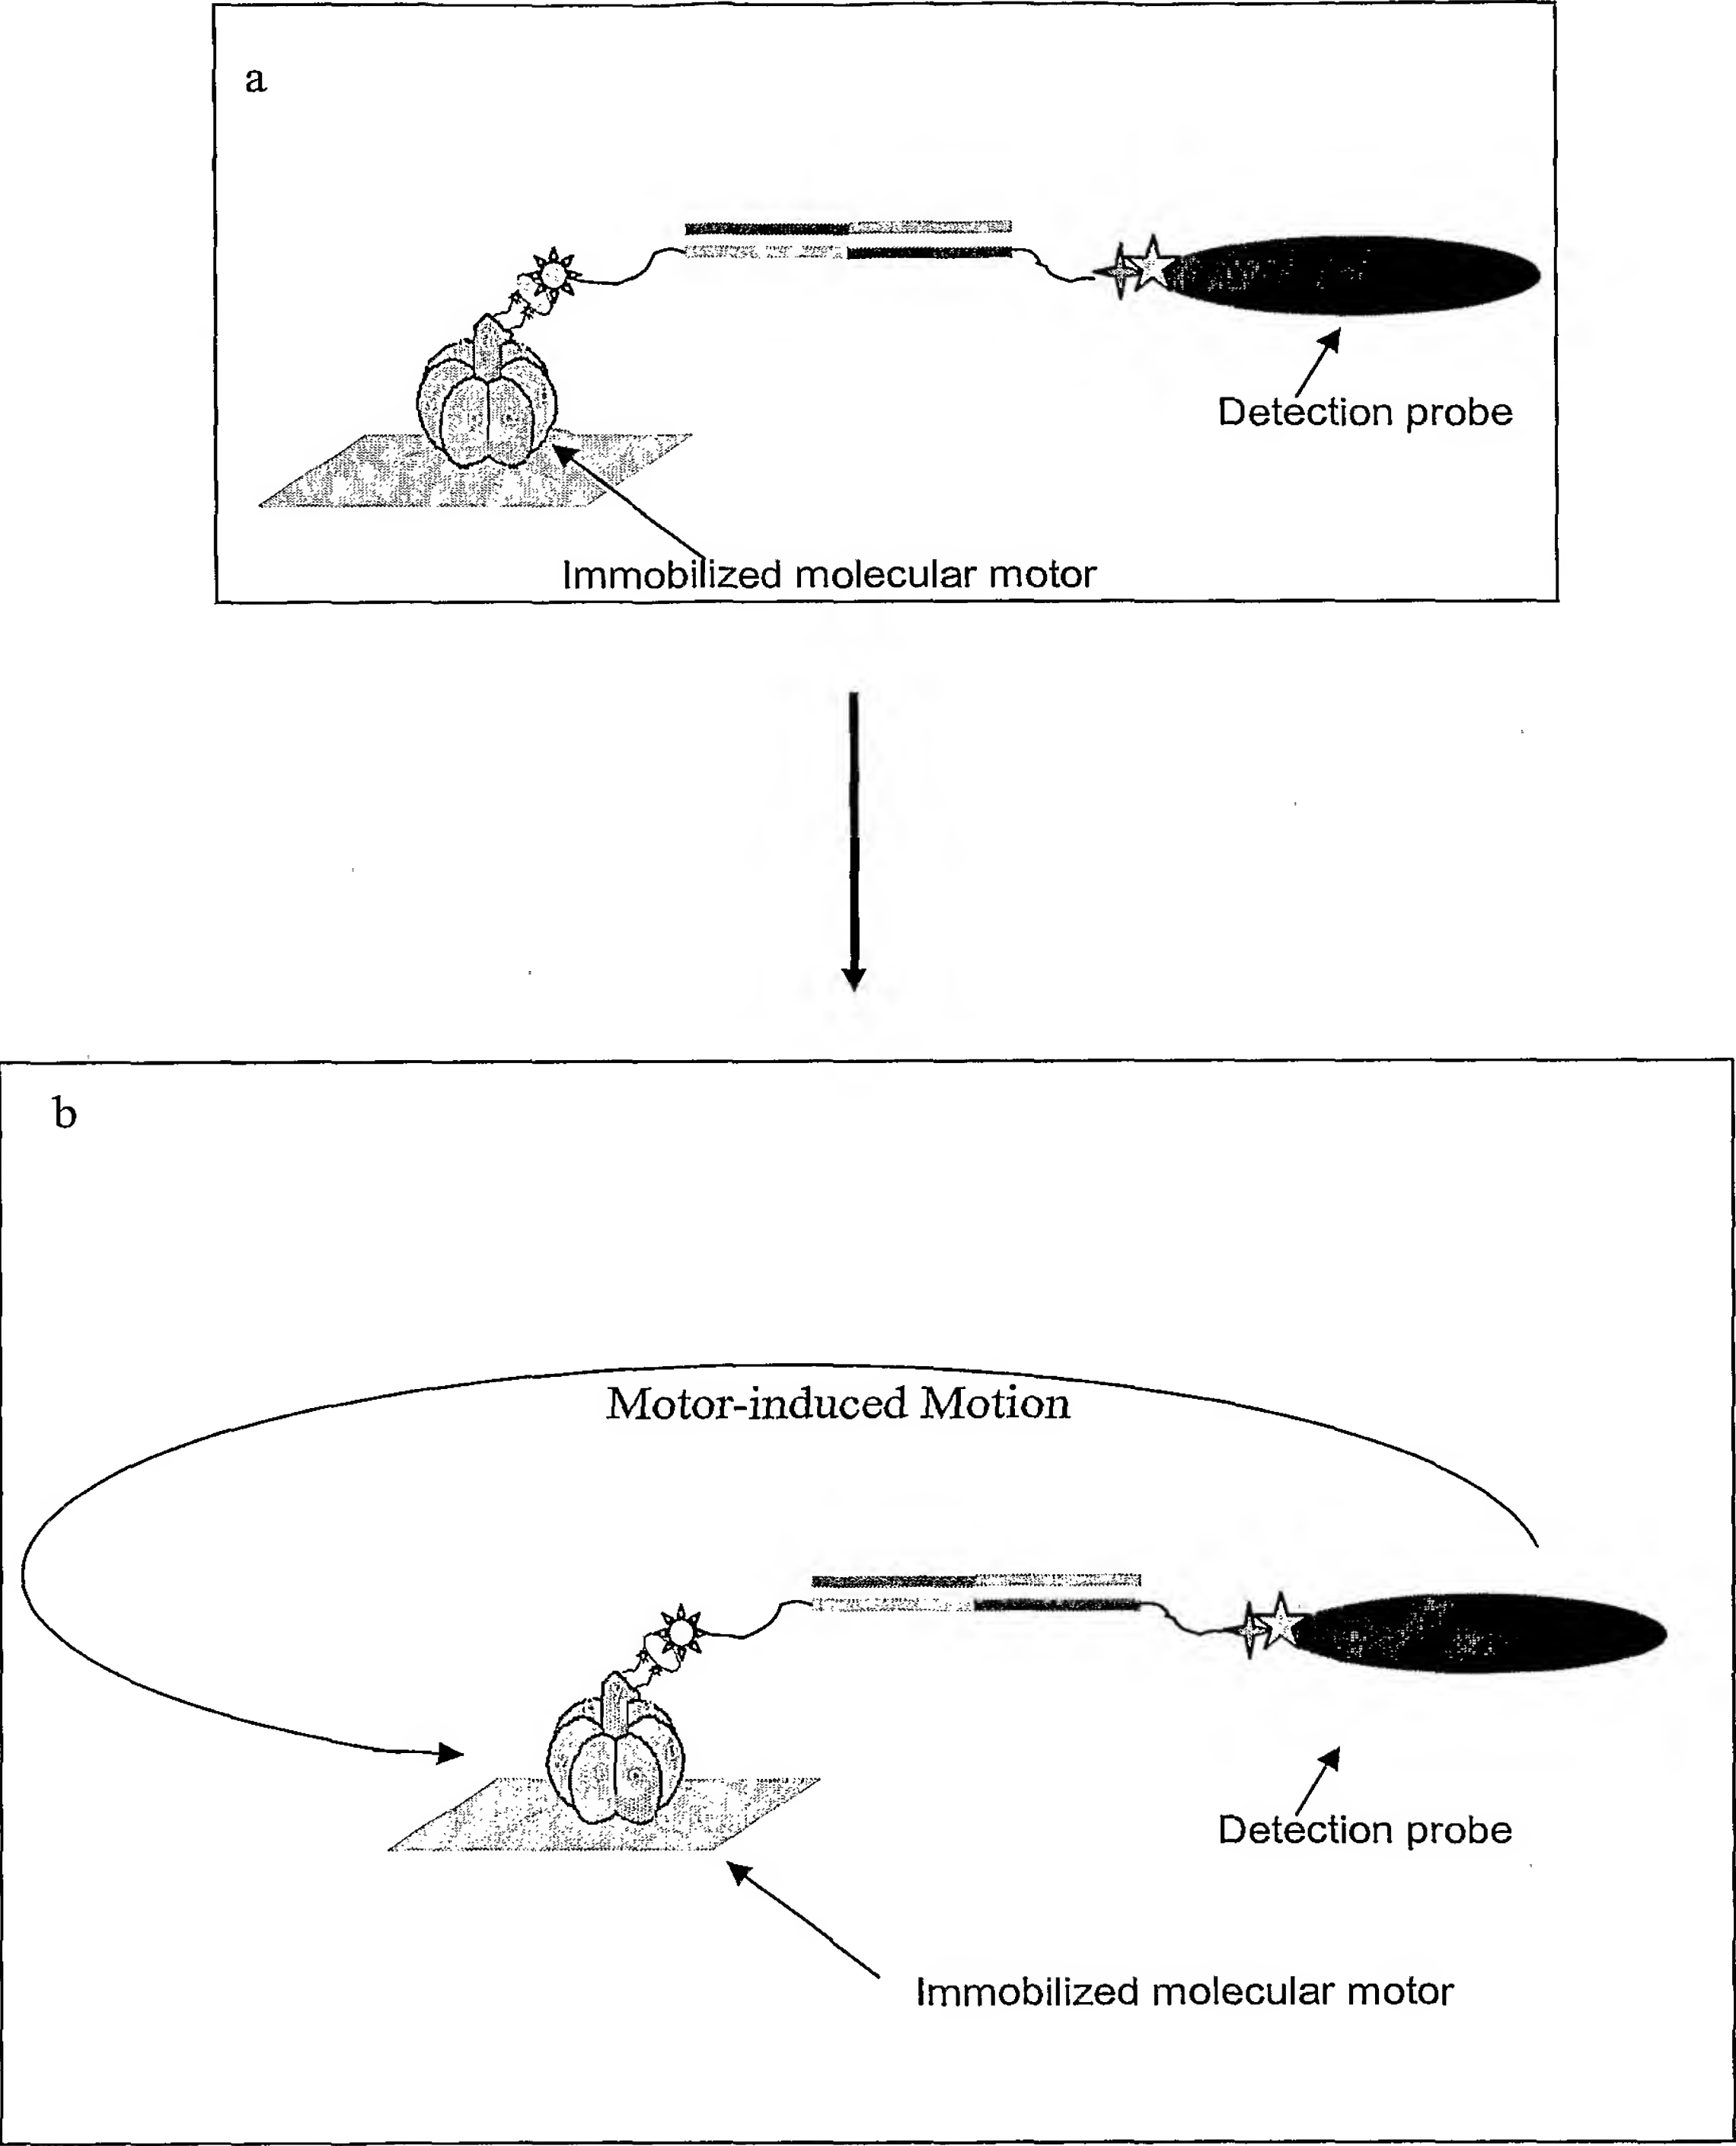 a
Detection probe
Immobilized molecular motor
b
Motor-induced Motion
Detection probe
Immobilized molecular motor